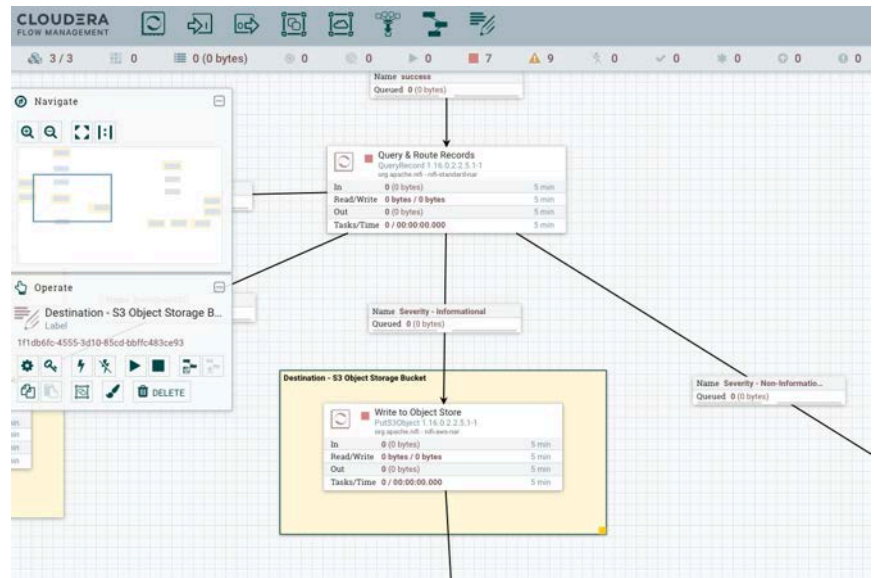 CLOUDERA
FLOW MANAGEMENT
3 / 3
0
0 (0 bytes)
0
0
0
7
9
0
0
0
0
0
Name success
Queued 0 (0 bytes)
Navigate
Query & Route Records
QueryRecord 1.16.0.2.2.5.1-1
org.apache.nifi - nifi-standard-nar
In 0 (0 bytes) 5 min
Read/Write 0 bytes / 0 bytes 5 min
Out 0 (0 bytes) 5 min
Tasks/Time 0 / 00:00:00.000 5 min
Operate
Destination - S3 Object Storage B...
Label
1f1db6fc-4555-3d10-85cd-bbffc483ce93
DELETE
Name Severity - Informational
Queued 0 (0 bytes)
Name Severity - Non-Informatio...
Queued 0 (0 bytes)
Destination - S3 Object Storage Bucket
Write to Object Store
PutS3Object 1.16.0.2.2.5.1-1
org.apache.nifi - nifi-aws-nar
In 0 (0 bytes) 5 min
Read/Write 0 bytes / 0 bytes 5 min
Out 0 (0 bytes) 5 min
Tasks/Time 0 / 00:00:00.000 5 min